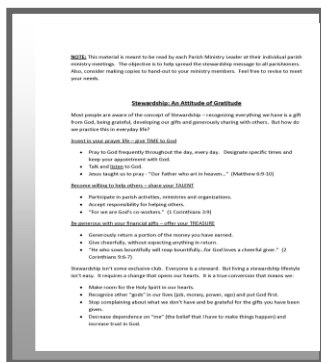 NOTE: This material is meant to be read by each Parish Ministry Leader at their individual parish
ministry meetings. The objective is to help spread the stewardship message to all parishioners.
Also, consider making copies to hand-out to your ministry members. Feel free to revise to meet
your needs.
Stewardship: An Attitude of Gratitude
Most people are aware of the concept of Stewardship – recognizing everything we have is a gift
from God, being grateful, developing our gifts and generously sharing with others. But how do
we practice this in everyday life?
Invest in your prayer life – give TIME to God
• Pray to God frequently throughout the day, every day. Designate specific times and
keep your appointment with God.
• Talk and listen to God.
• Jesus taught us to pray - "Our Father who art in heaven…" (Matthew 6:9-10)
Become willing to help others – share your TALENT
• Participate in parish activities, ministries and organizations.
• Accept responsibility for helping others.
• "For we are God's co-workers." (1 Corinthians 3:9)
Be generous with your financial gifts – offer your TREASURE
• Generously return a portion of the money you have earned.
• Give cheerfully, without expecting anything in return.
• "He who sows bountifully will reap bountifully…for God loves a cheerful giver." (2
Corinthians 9:6-7)
Stewardship isn't some exclusive club. Everyone is a steward. But living a stewardship lifestyle
isn't easy. It requires a change that opens our hearts. It is a true conversion that means we:
• Make room for the Holy Spirit in our hearts.
• Recognize other "gods" in our lives (job, money, power, ego) and put God first.
• Stop complaining about what we don't have and be grateful for the gifts you have been
given.
• Decrease dependence on "me" (the belief that I have to make things happen) and
increase trust in God.